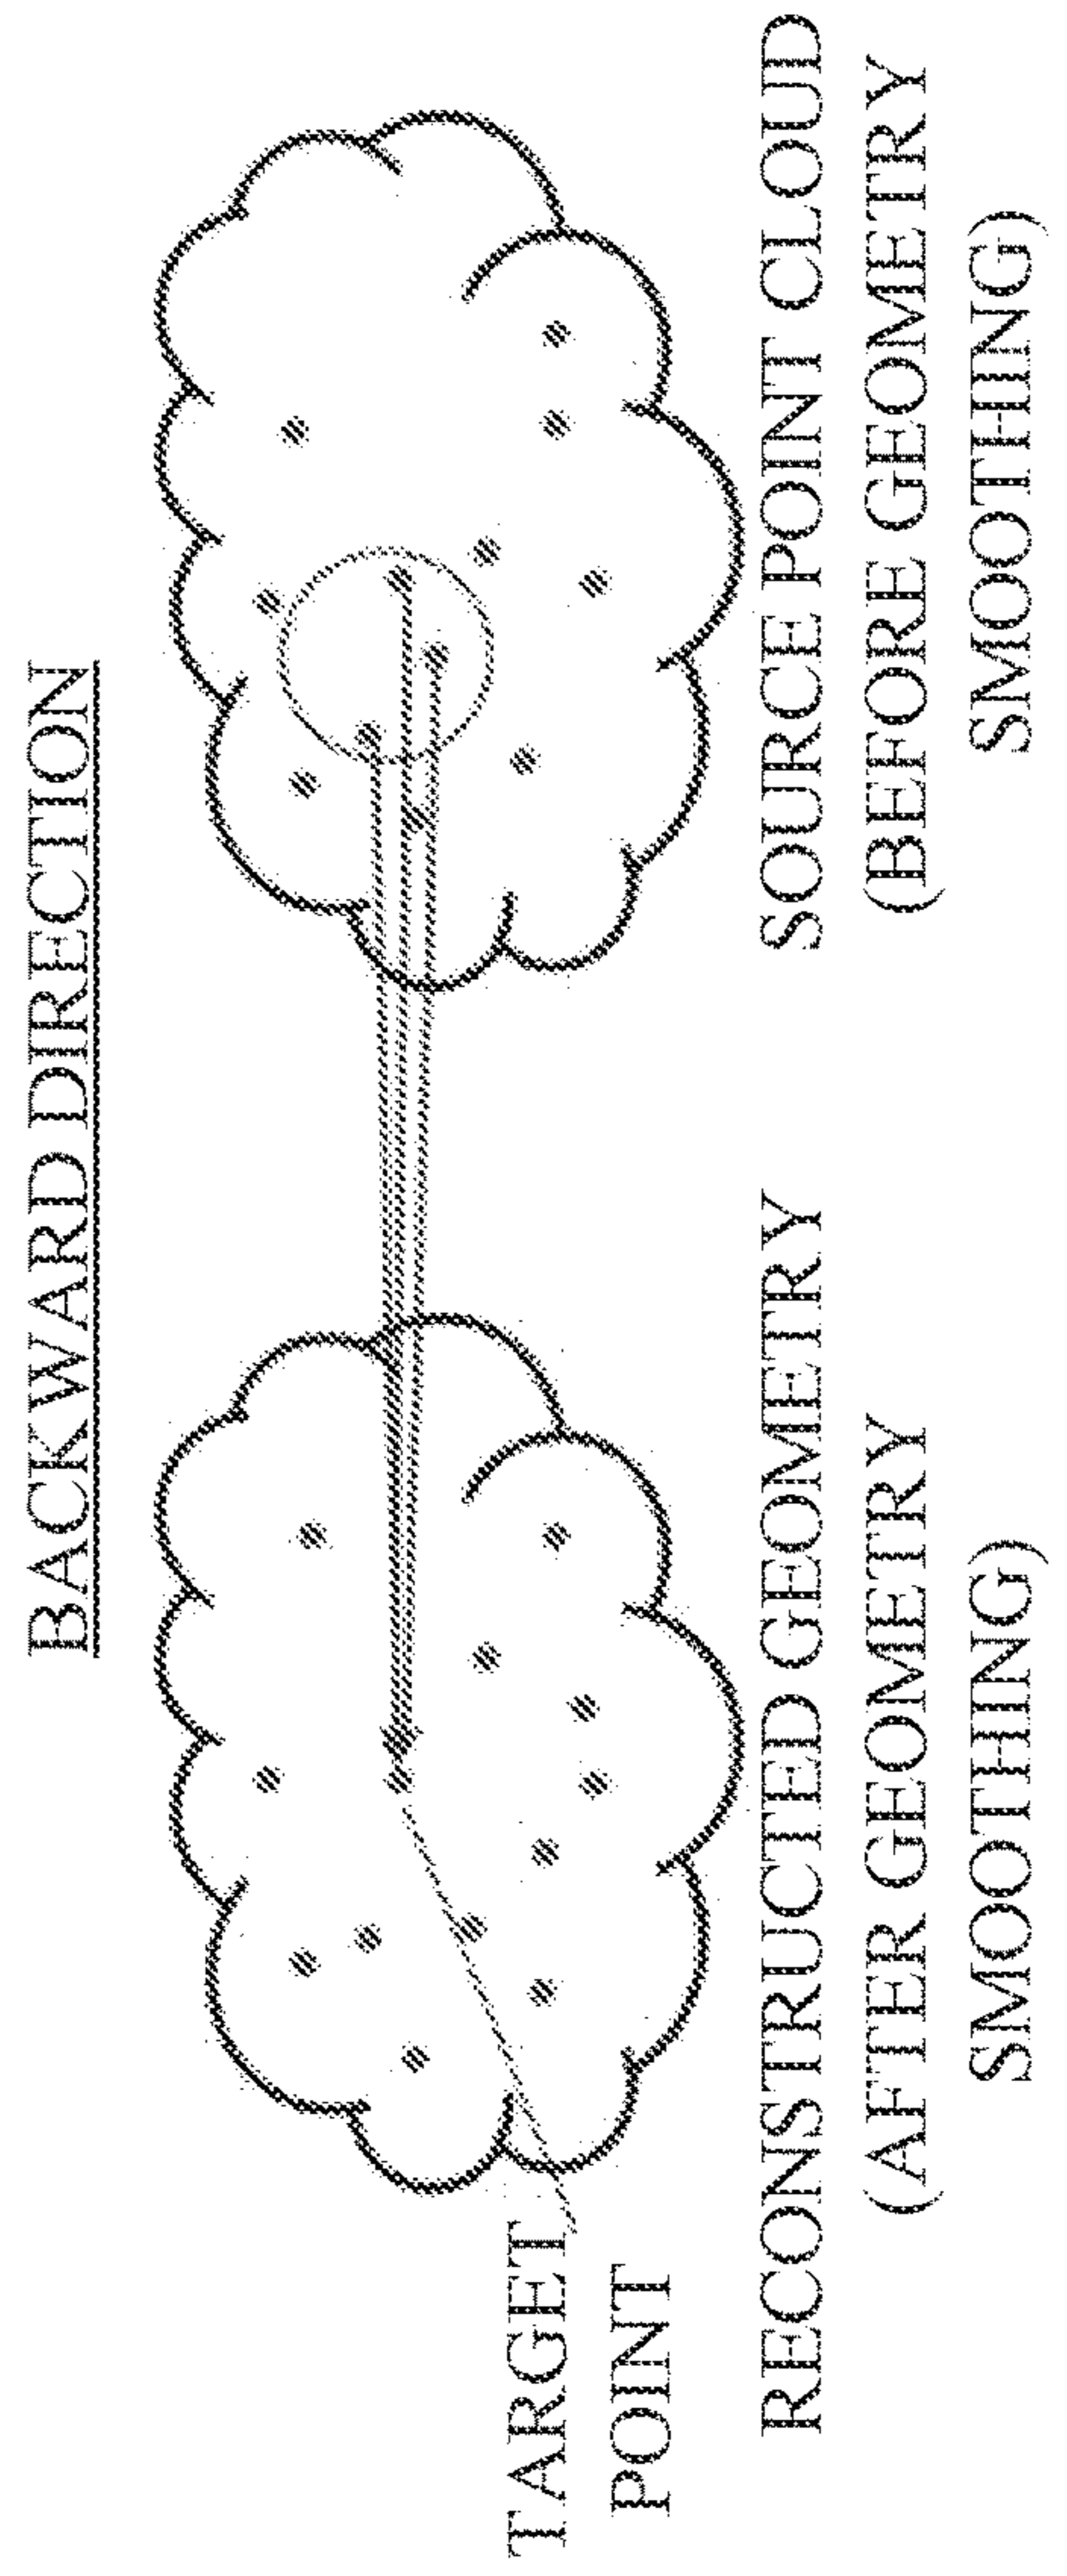 BACKWARD DIRECTION
TARGET
POINT
RECONSTRUCTED GEOMETRY
(AFTER GEOMETRY
SMOOTHING)
SOURCE POINT CLOUD
(BEFORE GEOMETRY
SMOOTHING)